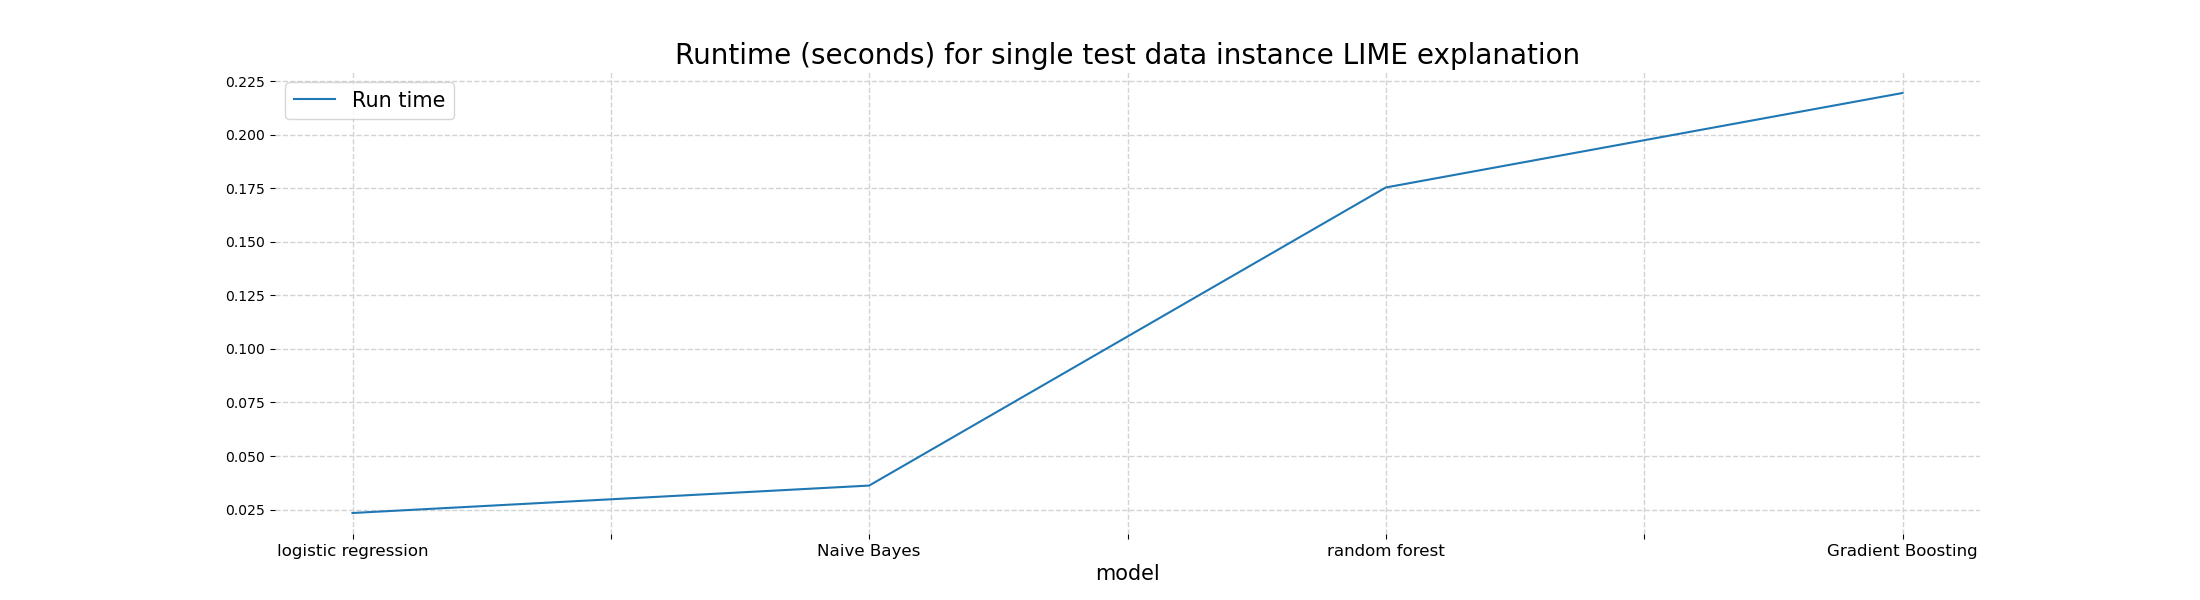 Runtime (seconds) for single test data instance LIME explanation
Run time
0.225
0.200
0.175
0.150
0.125
0.100
0.075
0.050
0.025
logistic regression
Naive Bayes
random forest
Gradient Boosting
model